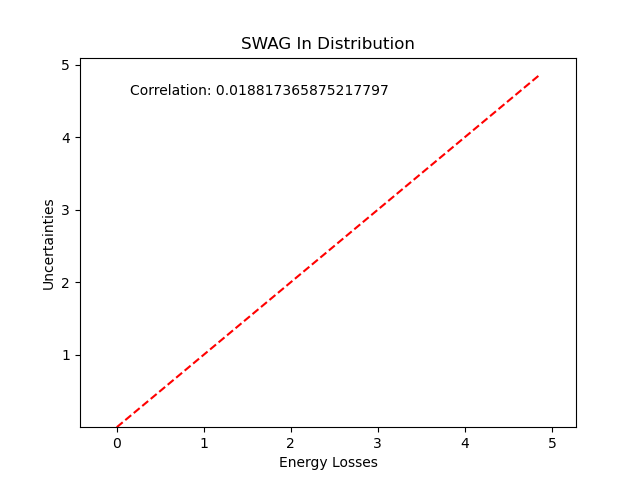 SWAG In Distribution
Correlation: 0.018817365875217797
5
4
3
2
1
Uncertainties
0 1 2 3 4 5
Energy Losses